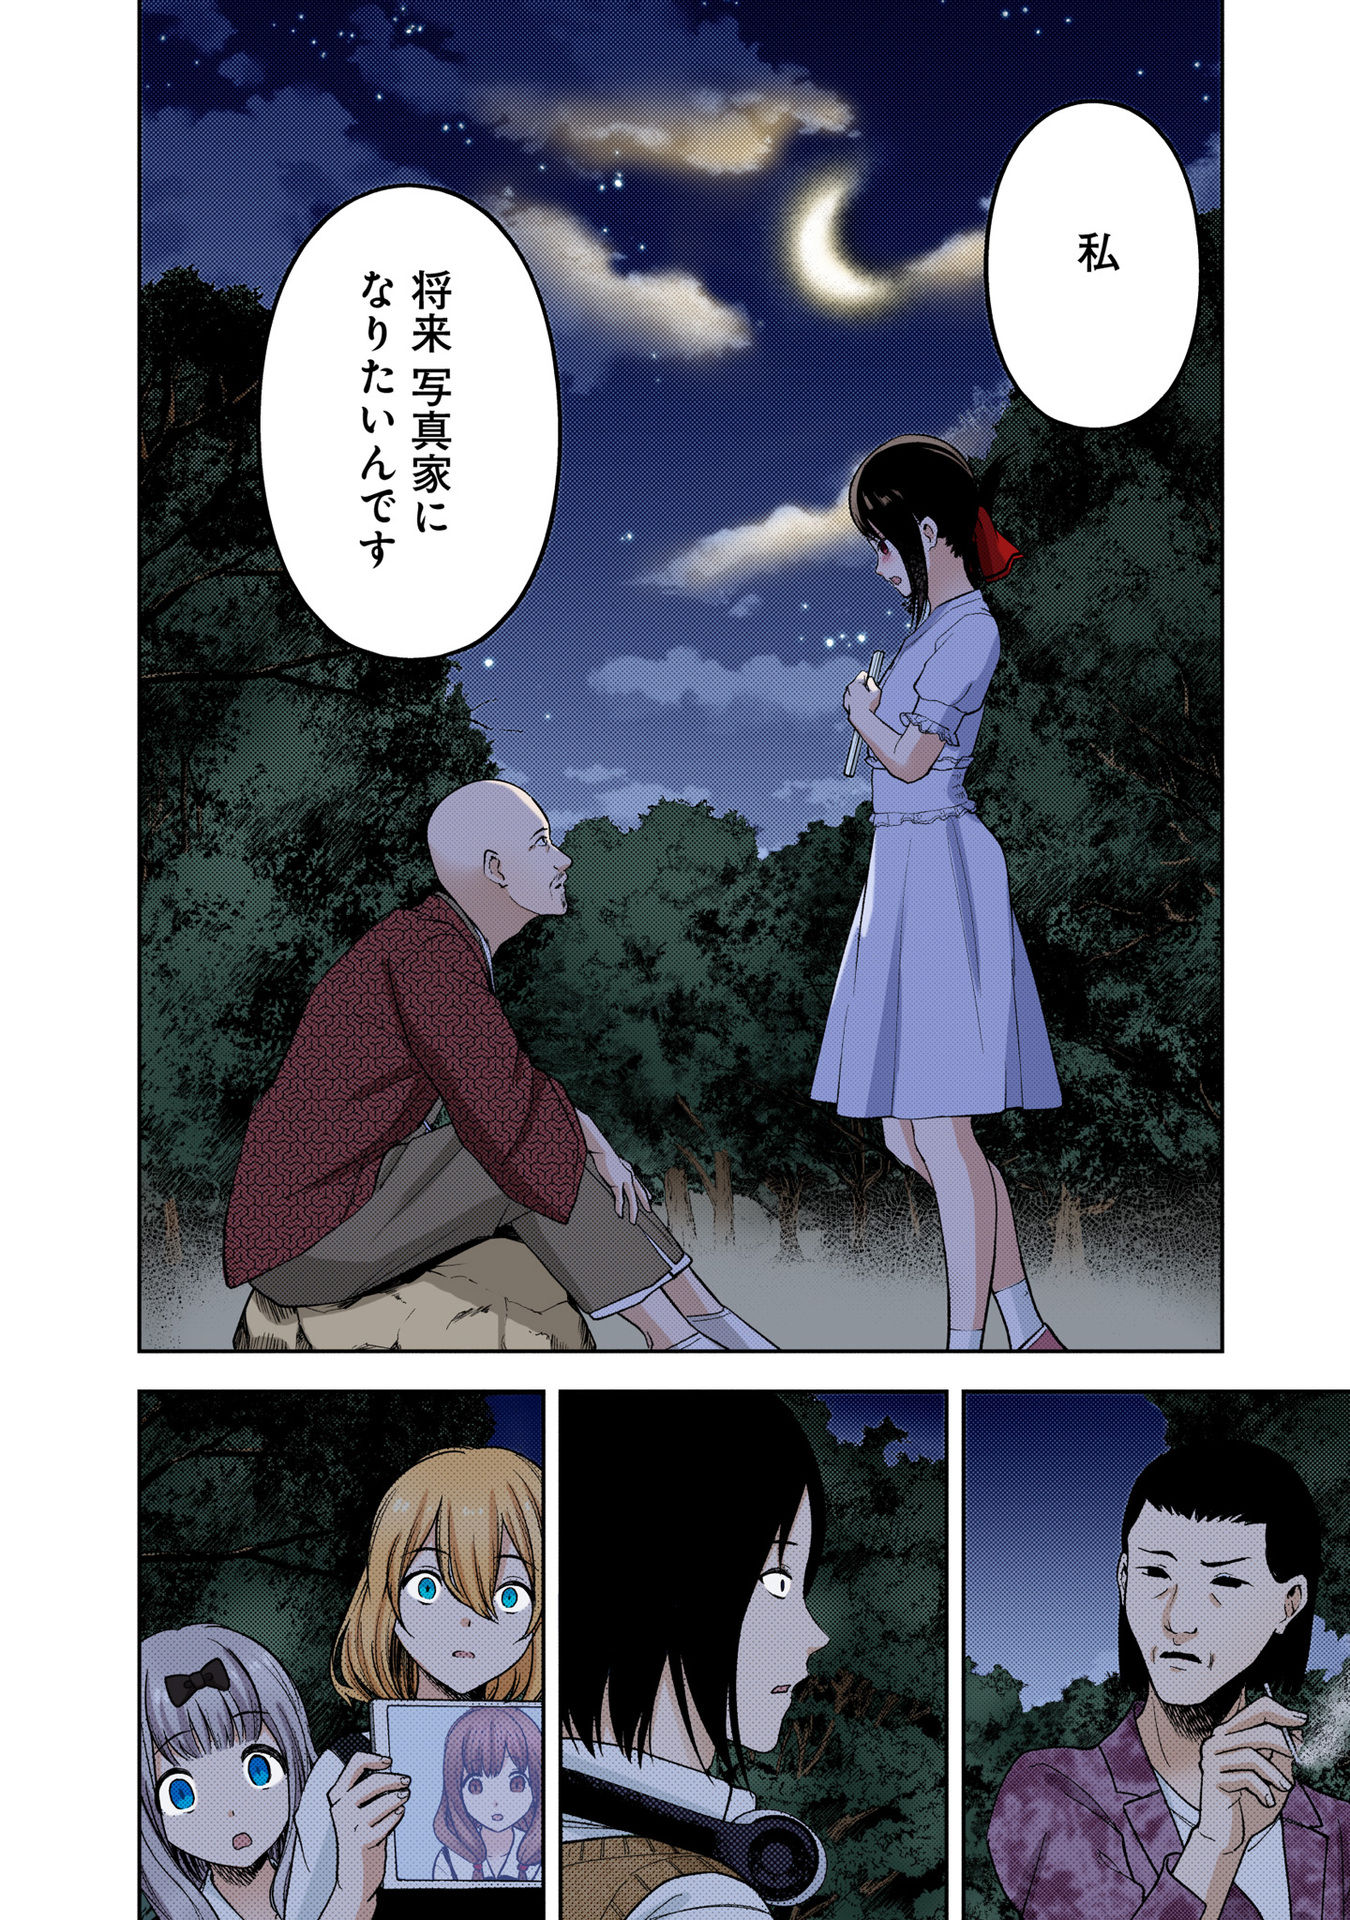 私
将来 写真家に
なりたいんです